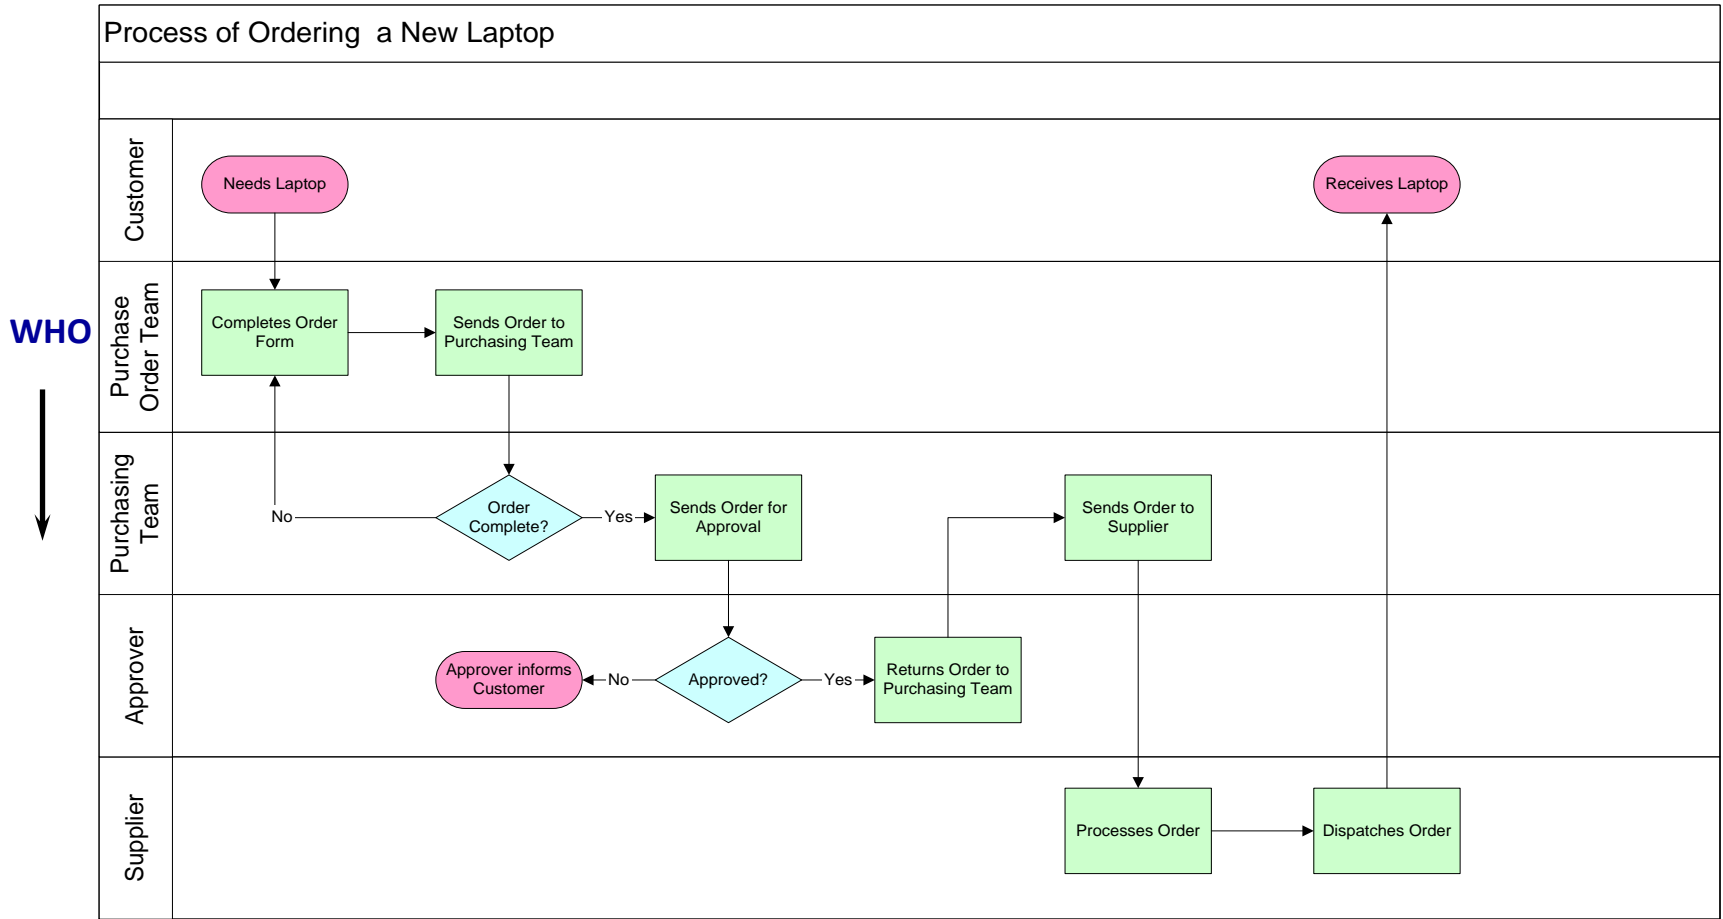 Process of Ordering  a New Laptop
Customer
Needs Laptop
Receives Laptop
WHO
Purchase
Order Team
Completes Order
Form
Sends Order to
Purchasing Team
Purchasing
Team
No
Order
Complete?
Yes
Sends Order for
Approval
Sends Order to
Supplier
Approver
Approver informs
Customer
No
Approved?
Yes
Returns Order to
Purchasing Team
Supplier
Processes Order
Dispatches Order